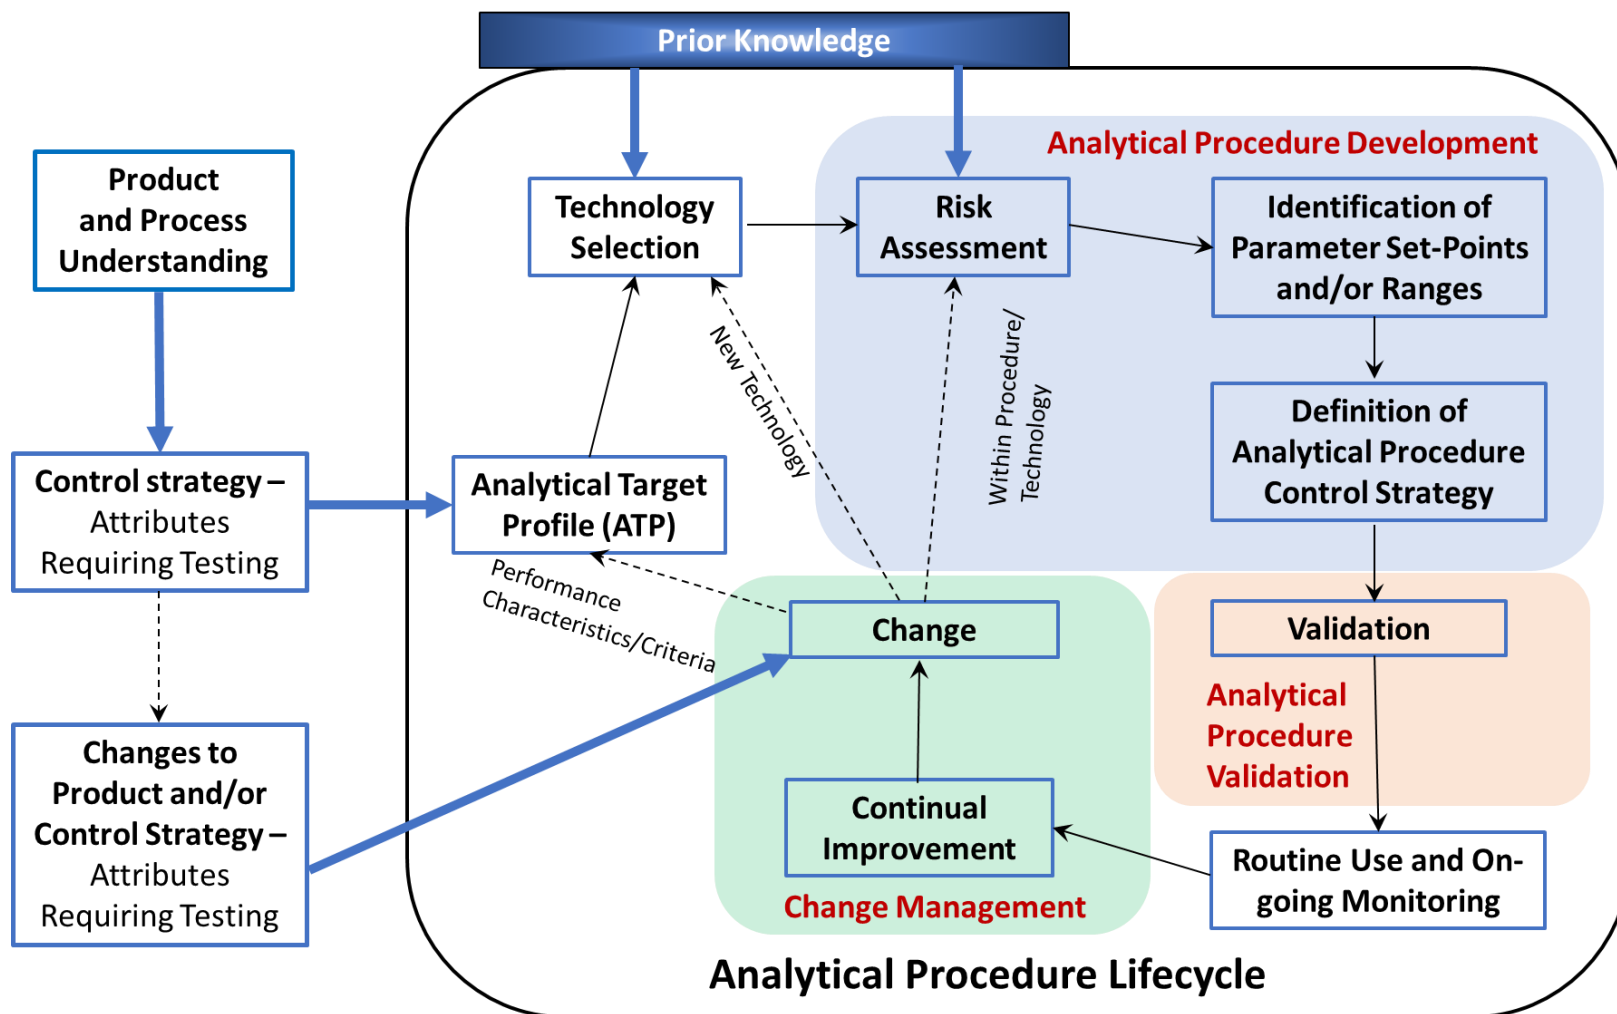 Prior Knowledge
Analytical Procedure Development
Product
and Process
Understanding
Technology
Selection
Risk
Assessment
Identification of
Parameter Set-Points
and/or Ranges
New Technology
Within Procedure/
Technology
Definition of
Analytical Procedure
Control Strategy
Control strategy –
Attributes
Requiring Testing
Analytical Target
Profile (ATP)
Performance
Characteristics/Criteria
Change
Validation
Analytical
Procedure
Validation
Changes to
Product and/or
Control Strategy –
Attributes
Requiring Testing
Continual
Improvement
Change Management
Routine Use and On-
going Monitoring
Analytical Procedure Lifecycle